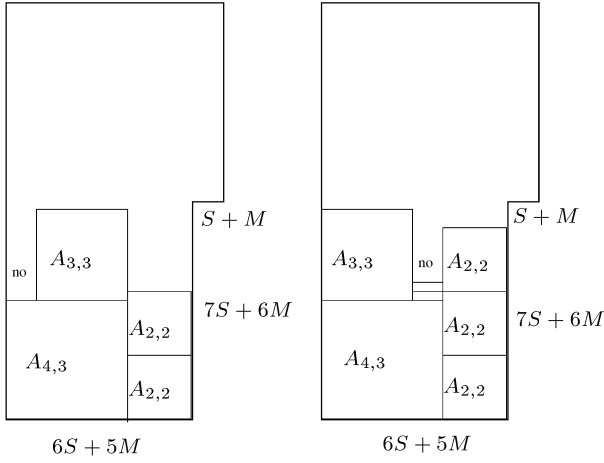 S + M
S + M
no
A_{3,3}
A_{3,3}
no
A_{2,2}
7S + 6M
7S + 6M
A_{2,2}
A_{2,2}
A_{4,3}
A_{4,3}
A_{2,2}
A_{2,2}
6S + 5M
6S + 5M